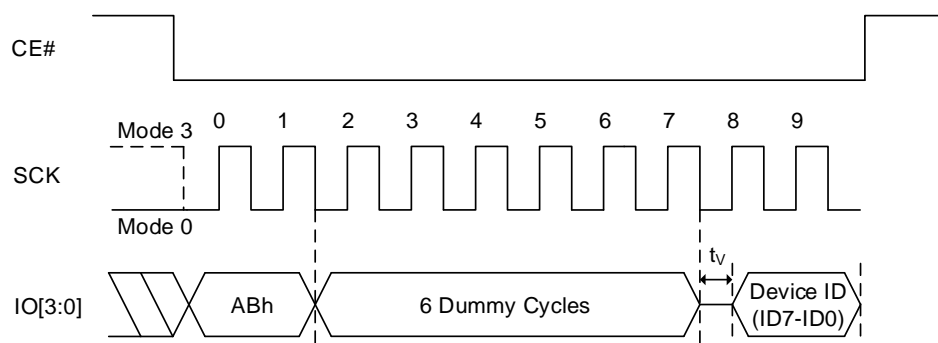 CE#
0 1 2 3 4 5 6 7 8 9
Mode 3
SCK
Mode 0
tV
IO[3:0]
ABh
6 Dummy Cycles
Device ID
(ID7-ID0)